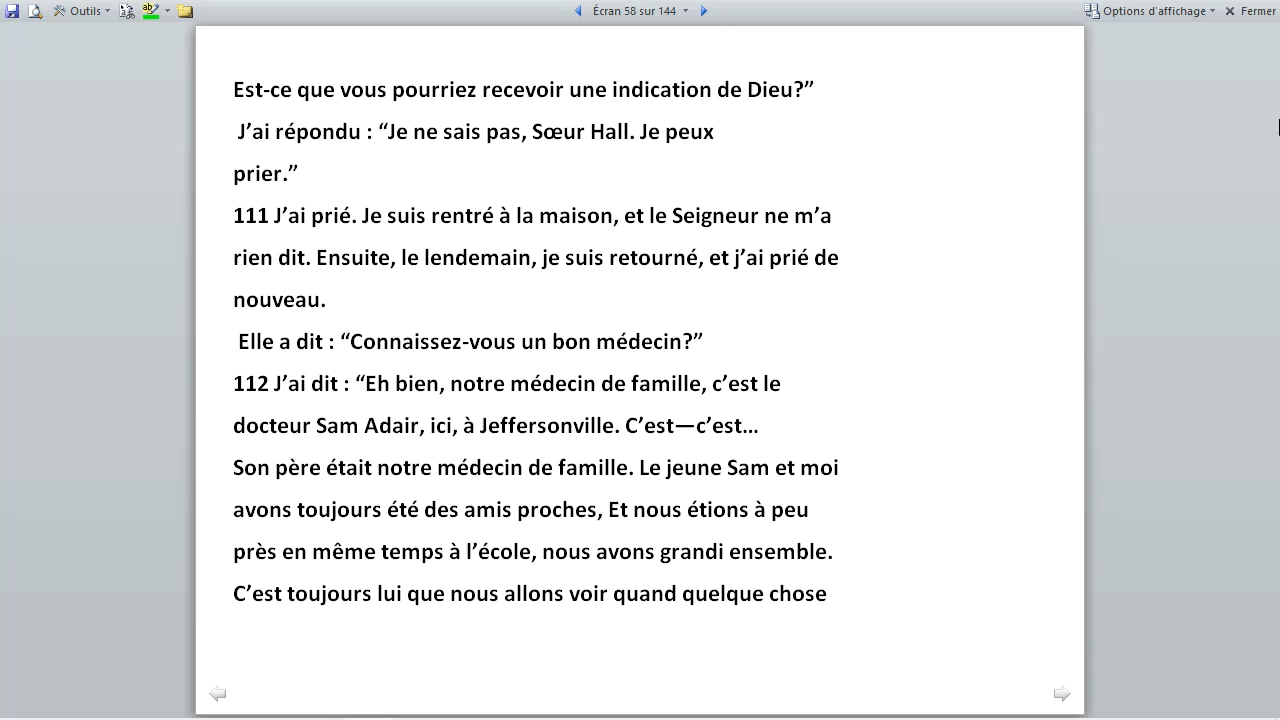 Outils
Écran 58 sur 144
Options d'affichage
Fermer
Est-ce que vous pourriez recevoir une indication de Dieu?”
J’ai répondu : “Je ne sais pas, Sœur Hall. Je peux
prier.”
111 J’ai prié. Je suis rentré à la maison, et le Seigneur ne m’a
rien dit. Ensuite, le lendemain, je suis retourné, et j’ai prié de
nouveau.
Elle a dit : “Connaissez-vous un bon médecin?”
112 J’ai dit : “Eh bien, notre médecin de famille, c’est le
docteur Sam Adair, ici, à Jeffersonville. C’est—c’est…
Son père était notre médecin de famille. Le jeune Sam et moi
avons toujours été des amis proches, Et nous étions à peu
près en même temps à l’école, nous avons grandi ensemble.
C’est toujours lui que nous allons voir quand quelque chose